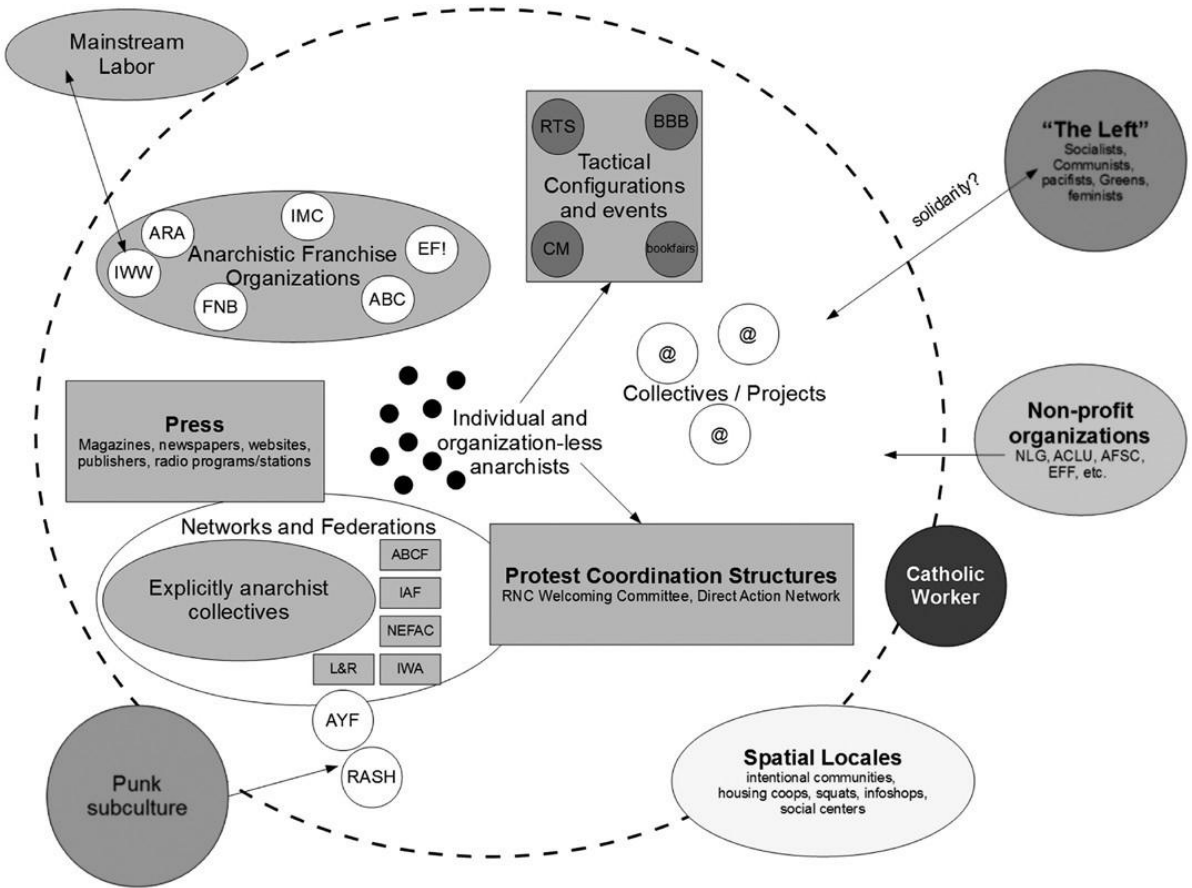 Mainstream
Labor
RTS
BBB
Tactical
Configurations
and events
CM
bookfairs
“The Left”
Socialists,
Communists,
pacifists, Greens,
feminists
solidarity?
IMC
ARA
EF!
Anarchistic Franchise
Organizations
IWW
FNB
ABC
@
@
Collectives / Projects
@
Press
Magazines, newspapers, websites,
publishers, radio programs/stations
Individual and
organization-less
anarchists
Non-profit
organizations
NLG, ACLU, AFSC,
EFF, etc.
Networks and Federations
ABCF
Explicitly anarchist
collectives
IAF
NEFAC
L&R
IWA
Protest Coordination Structures
RNC Welcoming Committee, Direct Action Network
Catholic
Worker
AYF
RASH
Punk
subculture
Spatial Locales
intentional communities,
housing coops, squats, infoshops,
social centers